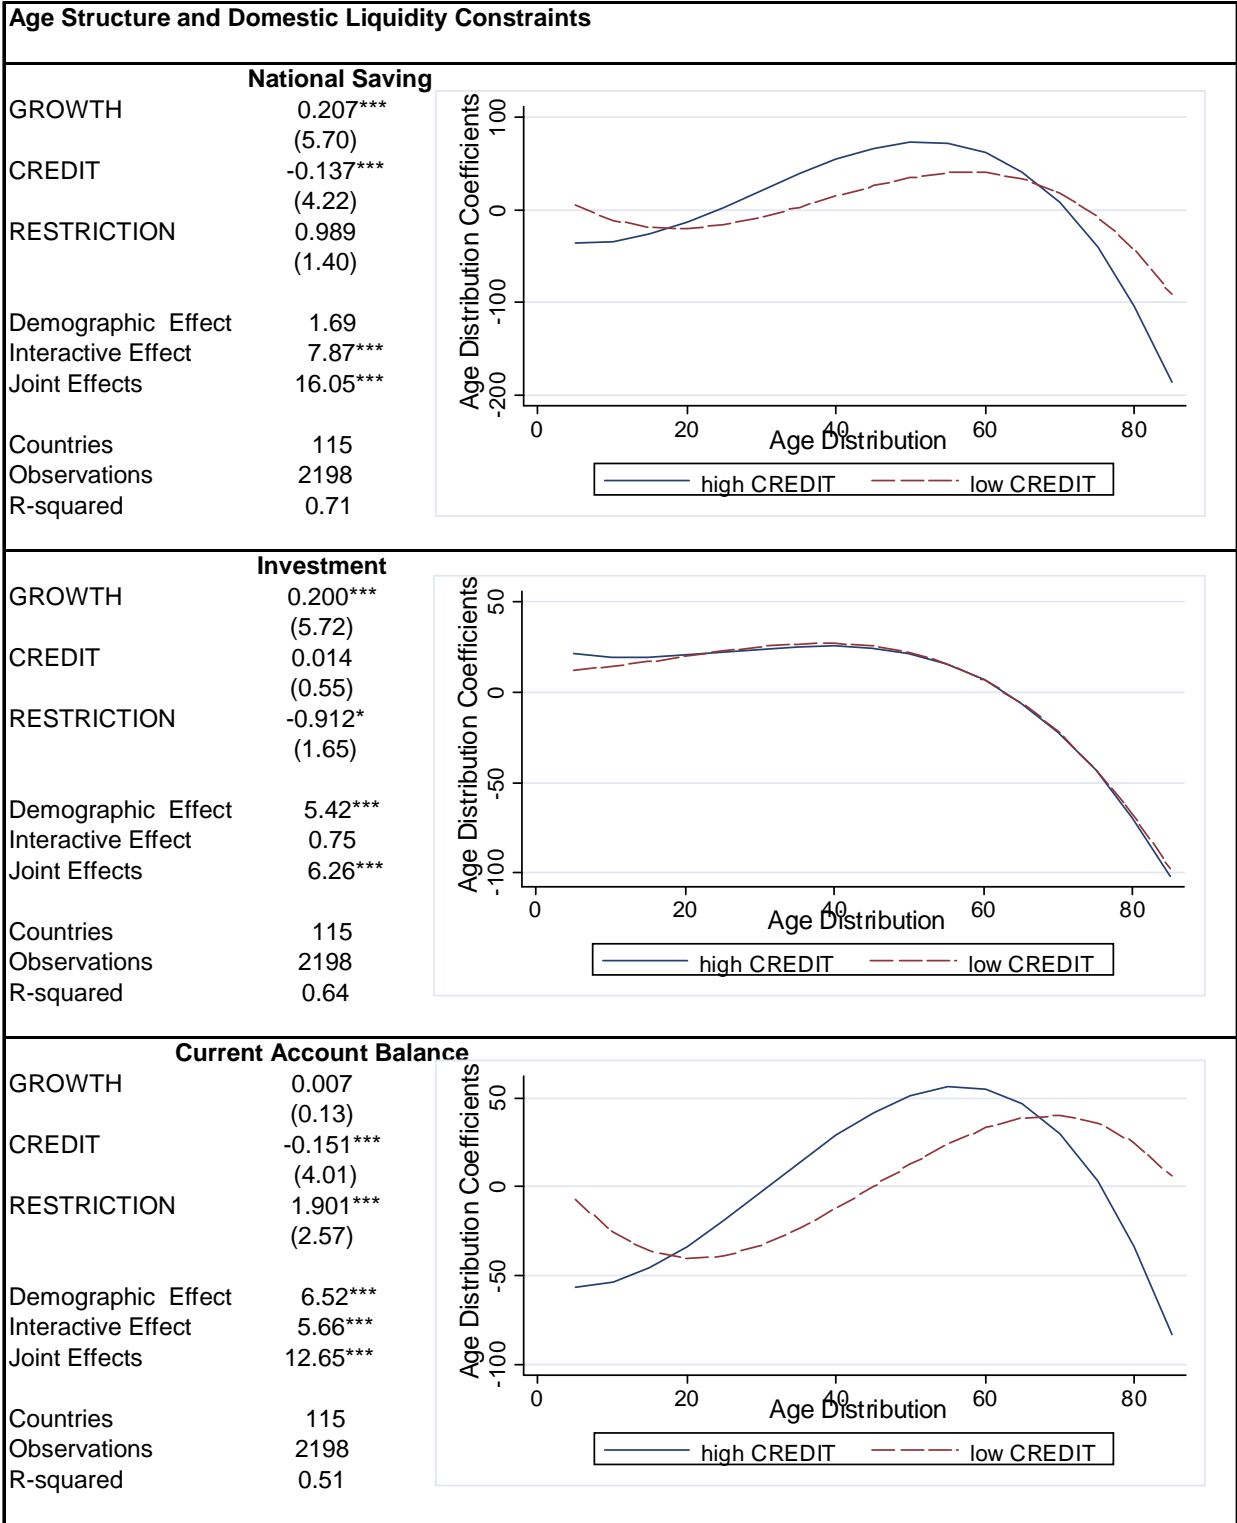 Age Structure and Domestic Liquidity Constraints
National Saving
GROWTH 0.207***
(5.70)
CREDIT -0.137***
(4.22)
RESTRICTION 0.989
(1.40)
Demographic Effect 1.69
Interactive Effect 7.87***
Joint Effects 16.05***
Countries 115
Observations 2198
R-squared 0.71
Age Distribution Coefficients
100
0
-100
-200
0 20 40 60 80
Age Distribution
high CREDIT low CREDIT
Investment
GROWTH 0.200***
(5.72)
CREDIT 0.014
(0.55)
RESTRICTION -0.912*
(1.65)
Demographic Effect 5.42***
Interactive Effect 0.75
Joint Effects 6.26***
Countries 115
Observations 2198
R-squared 0.64
Age Distribution Coefficients
50
0
-50
-100
0 20 40 60 80
Age Distribution
high CREDIT low CREDIT
Current Account Balance
GROWTH 0.007
(0.13)
CREDIT -0.151***
(4.01)
RESTRICTION 1.901***
(2.57)
Demographic Effect 6.52***
Interactive Effect 5.66***
Joint Effects 12.65***
Countries 115
Observations 2198
R-squared 0.51
Age Distribution Coefficients
50
0
-50
-100
0 20 40 60 80
Age Distribution
high CREDIT low CREDIT